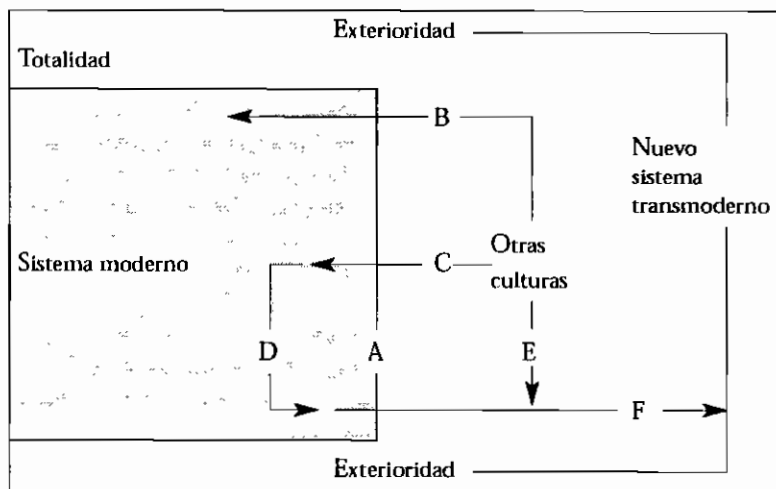 Exterioridad
Totalidad
B
Nuevo
sistema
transmoderno
Otras
culturas
Sistema moderno
C
D
A
E
F
Exterioridad